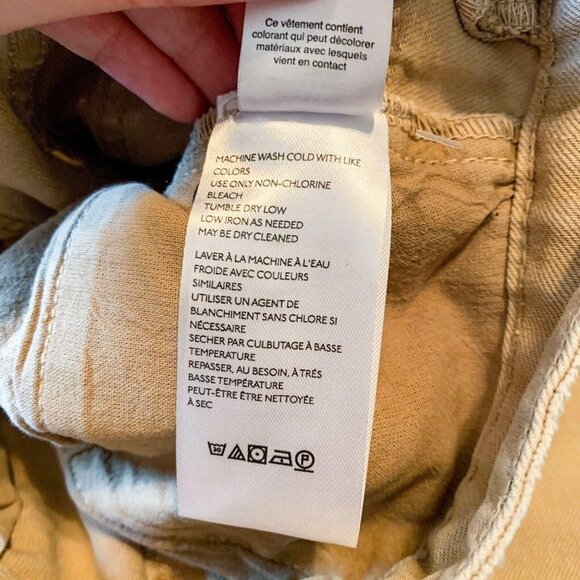 Ce vêtement contient
colorant qui peut décolorer
matériaux avec lesquels
vient en contact
MACHINE WASH COLD WITH LIKE
COLORS
USE ONLY NON-CHLORINE
BLEACH
TUMBLE DRY LOW
LOW IRON AS NEEDED
MAY BE DRY CLEANED
LAVER À LA MACHINE À L'EAU
FROIDE AVEC COULEURS
SIMILAIRES
UTILISER UN AGENT DE
BLANCHIMENT SANS CHLORE SI
NÉCESSAIRE
SECHER PAR CULBUTAGE À BASSE
TEMPERATURE
REPASSER, AU BESOIN, À TRÉS
BASSE TEMPÉRATURE
PEUT-ÊTRE ÊTRE NETTOYÉE
À SEC
30 P